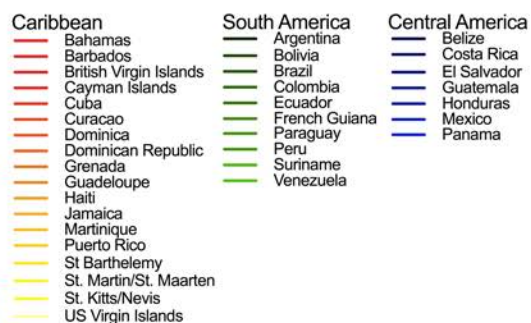 Caribbean
Bahamas
Barbados
British Virgin Islands
Cayman Islands
Cuba
Curacao
Dominica
Dominican Republic
Grenada
Guadeloupe
Haiti
Jamaica
Martinique
Puerto Rico
St Barthelemy
St. Martin/St. Maarten
St. Kitts/Nevis
US Virgin Islands
South America
Argentina
Bolivia
Brazil
Colombia
Ecuador
French Guiana
Paraguay
Peru
Suriname
Venezuela
Central America
Belize
Costa Rica
El Salvador
Guatemala
Honduras
Mexico
Panama